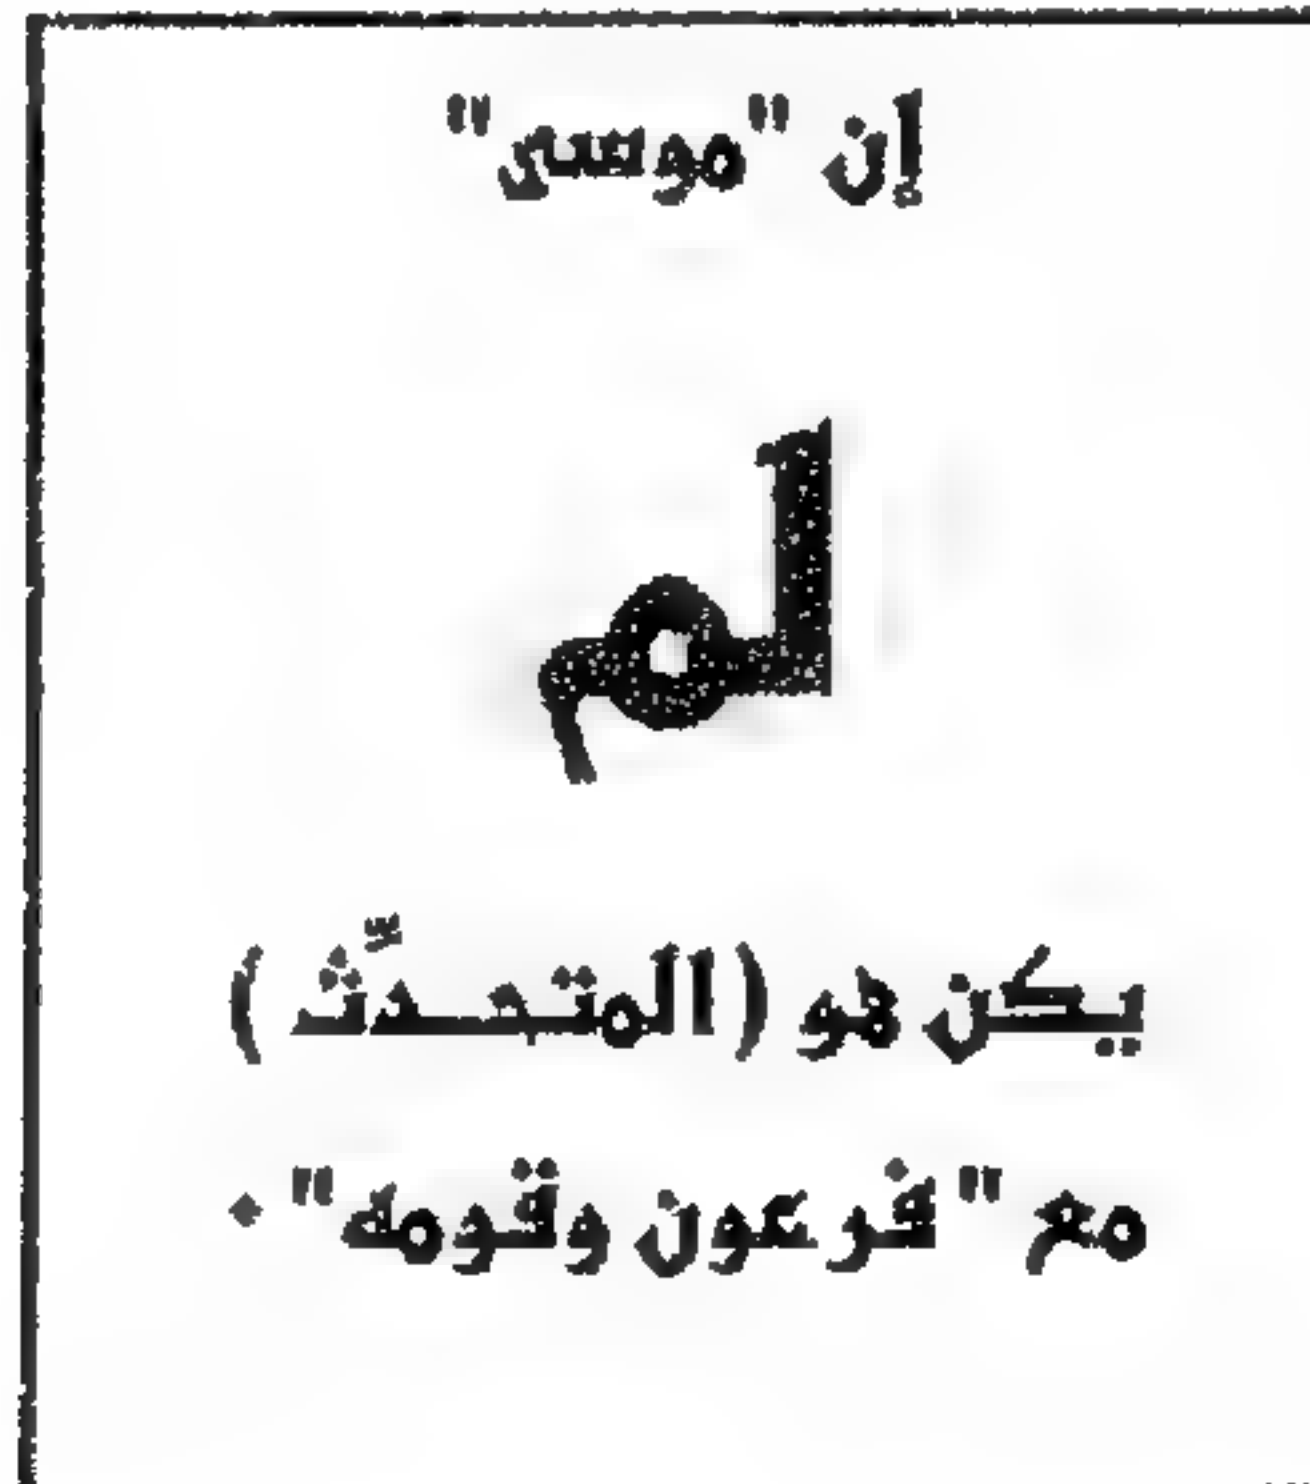 إن "موسى"
لم
يكن هو (المتحدِّث)
مع "فرعون وقومه" .